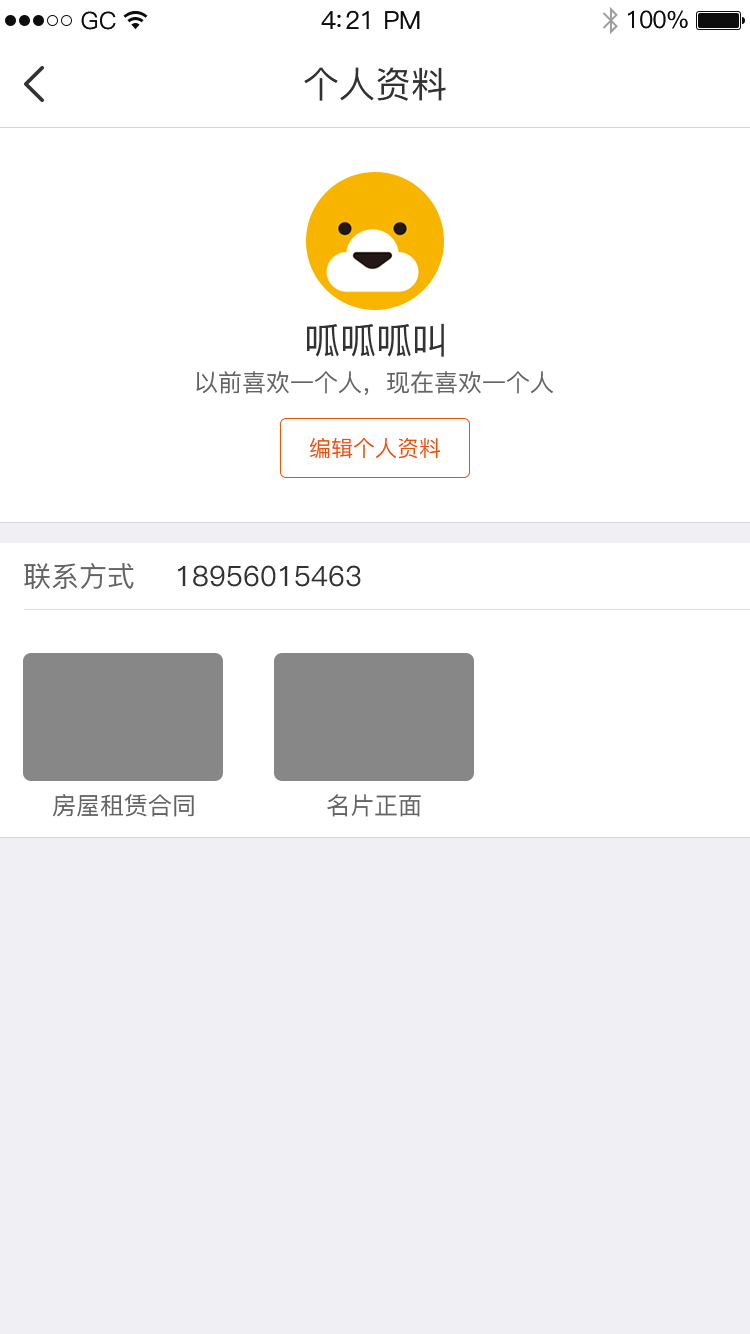 GC 4:21 PM 100%
个人资料
呱呱呱叫
以前喜欢一个人，现在喜欢一个人
编辑个人资料
联系方式 18956015463
房屋租赁合同 名片正面